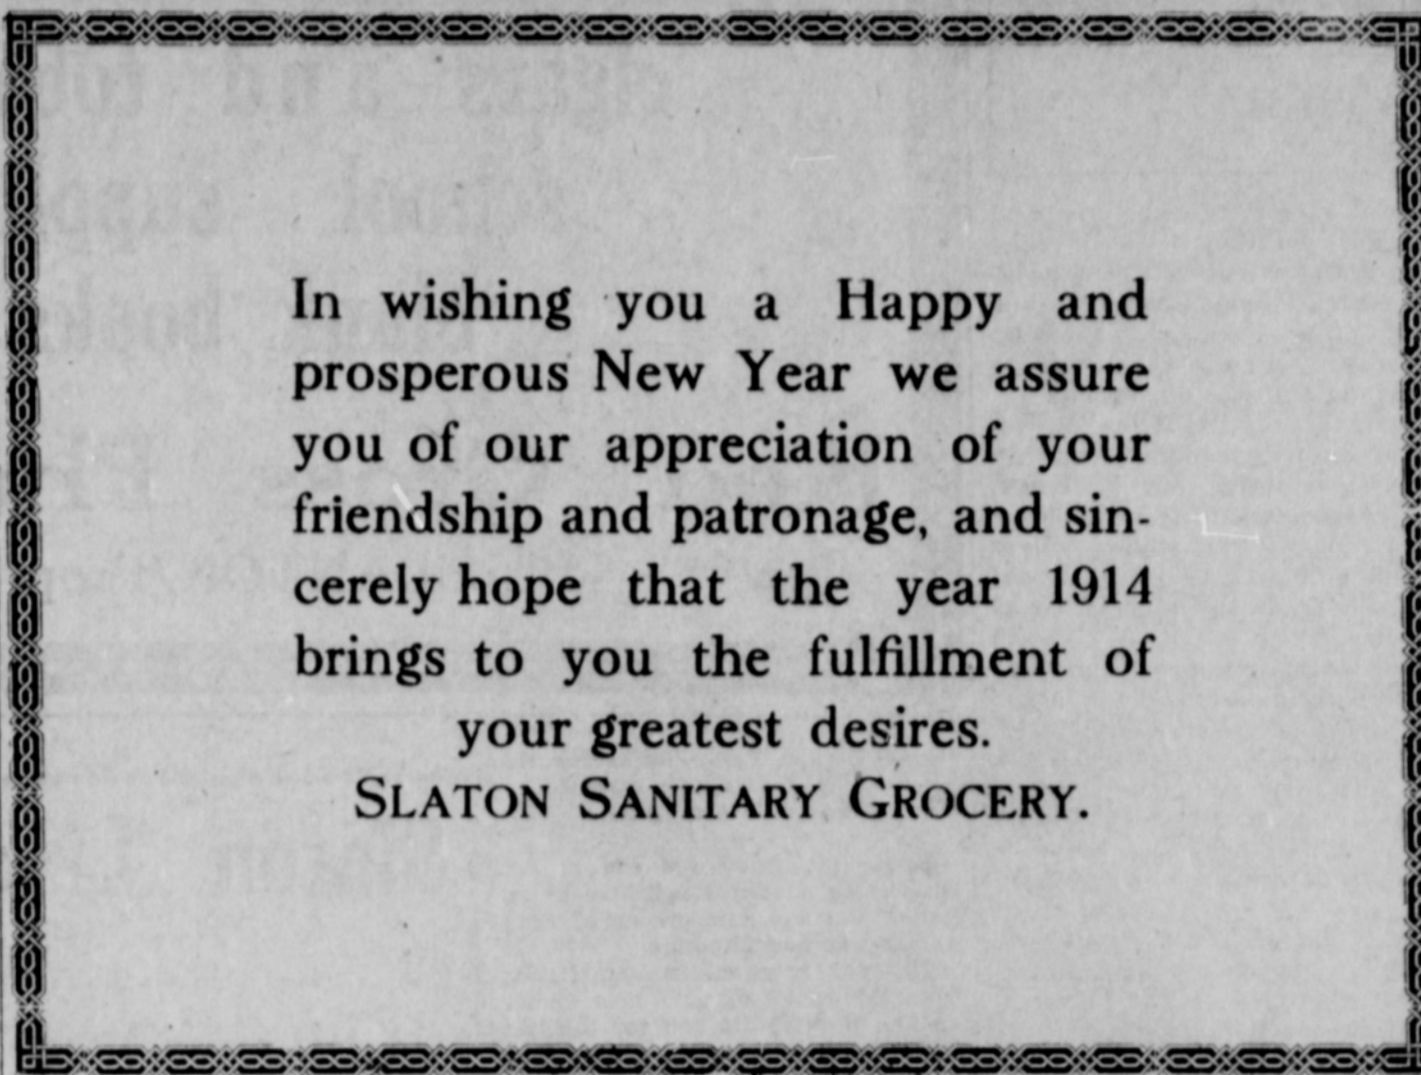 In wishing you a Happy and
prosperous New Year we assure
you of our appreciation of your
friendship and patronage, and sin-
cerely hope that the year 1914
brings to you the fulfillment of
your greatest desires.
SLATON SANITARY GROCERY.